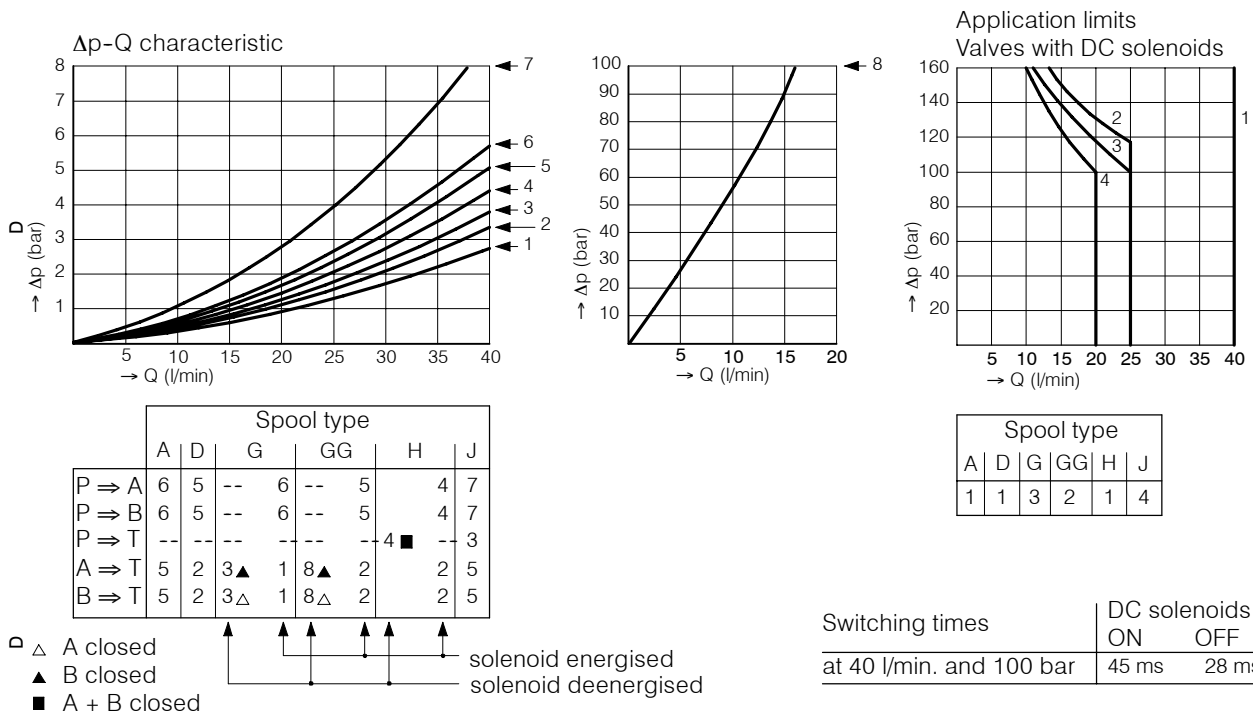 Δp-Q characteristic
8
7
6
5
4
3
2
1
5 10 15 20 25 30 35 40
→ Q (l/min)
→ Δp (bar)
D
7
6
5
4
3
2
1
100
90
80
70
60
50
40
30
20
10
5 10 15 20
→ Q (l/min)
→ Δp (bar)
8
Application limits
Valves with DC solenoids
160
140
120
100
80
60
40
20
5 10 15 20 25 30 35 40
→ Q (l/min)
→ Δp (bar)
1
2
3
4
Spool type
A D G GG H J
P ⇒ A 6 5 -- 6 -- 5 4 7
P ⇒ B 6 5 -- 6 -- 5 4 7
P ⇒ T -- -- -- -- -- -- 4 ■ -- 3
A ⇒ T 5 2 3▲ 1 8▲ 2 2 5
B ⇒ T 5 2 3△ 1 8△ 2 2 5
solenoid energised
solenoid deenergised
D
△ A closed
▲ B closed
■ A + B closed
Spool type
A D G GG H J
1 1 3 2 1 4
Switching times DC solenoids
ON OFF
at 40 l/min. and 100 bar 45 ms 28 ms